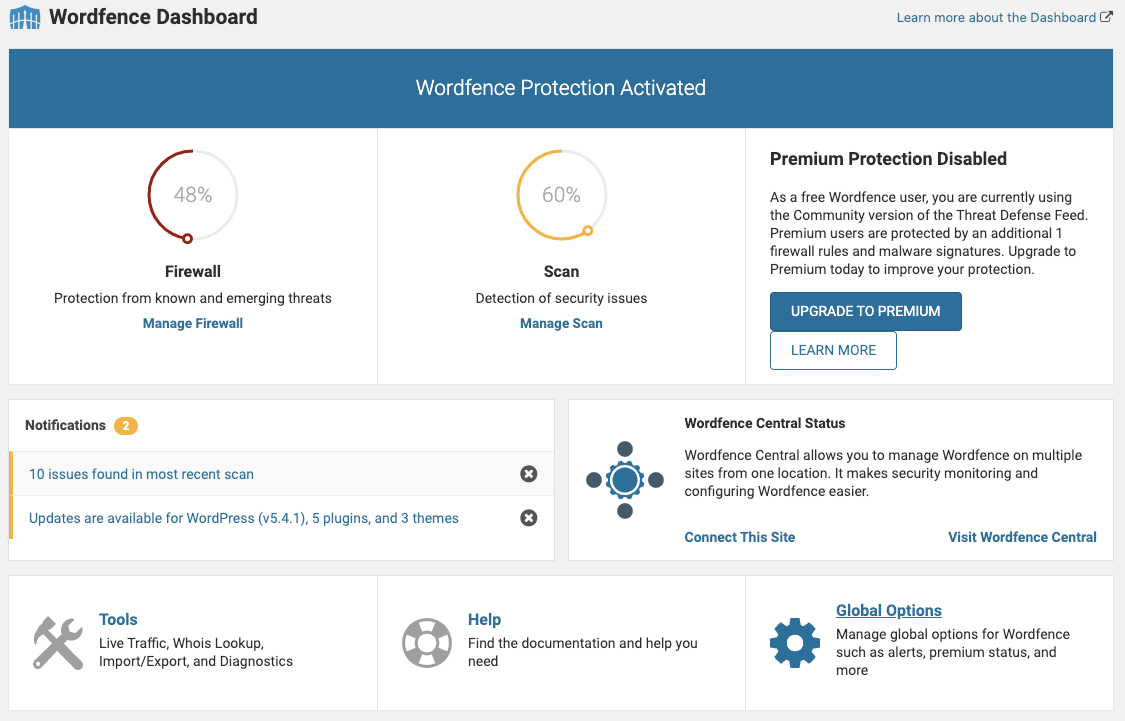 Wordfence Dashboard
Learn more about the Dashboard
Wordfence Protection Activated
48%
Firewall
Protection from known and emerging threats
Manage Firewall
60%
Scan
Detection of security issues
Manage Scan
Premium Protection Disabled
As a free Wordfence user, you are currently using
the Community version of the Threat Defense Feed.
Premium users are protected by an additional 1
firewall rules and malware signatures. Upgrade to
Premium today to improve your protection.
UPGRADE TO PREMIUM
LEARN MORE
Notifications 2
10 issues found in most recent scan
Updates are available for WordPress (v5.4.1), 5 plugins, and 3 themes
Wordfence Central Status
Wordfence Central allows you to manage Wordfence on multiple
sites from one location. It makes security monitoring and
configuring Wordfence easier.
Connect This Site
Visit Wordfence Central
Tools
Live Traffic, Whois Lookup,
Import/Export, and Diagnostics
Help
Find the documentation and help you
need
Global Options
Manage global options for Wordfence
such as alerts, premium status, and
more